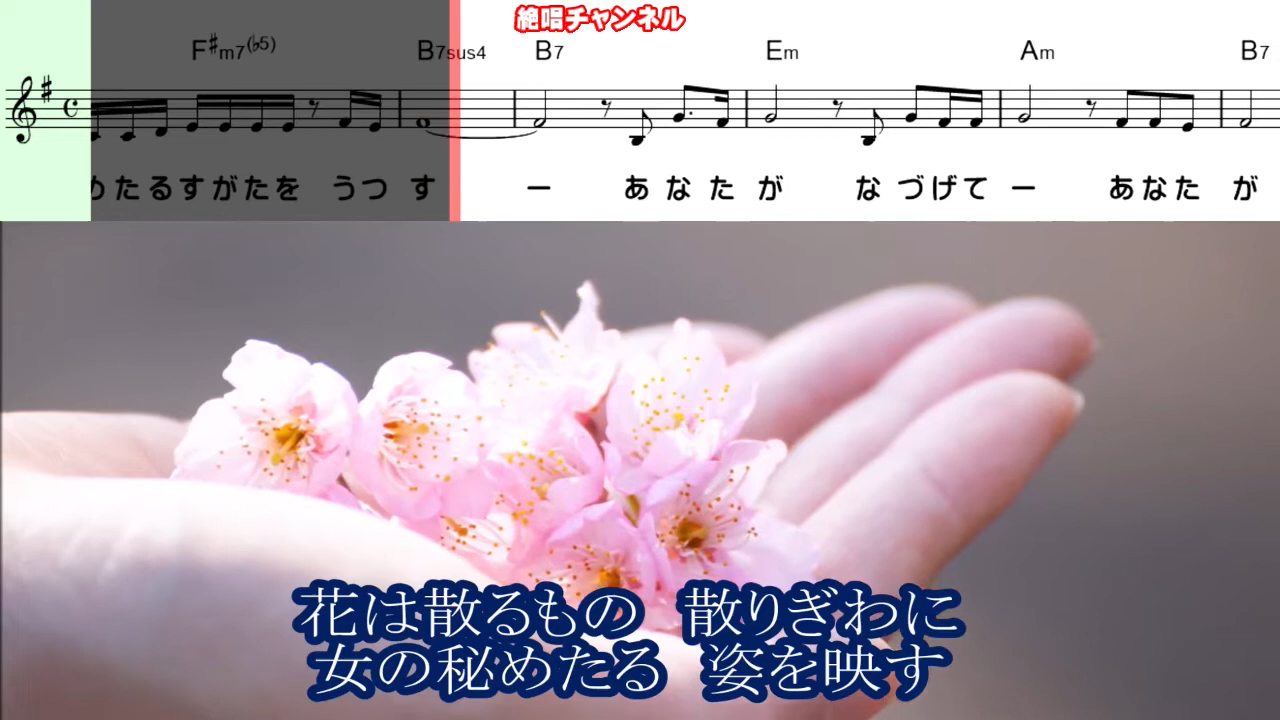 絶唱チャンネル
F#m7(♭5) B7sus4 B7 Em Am B7
めたるすがたを うつ す ー あ な た が な づげて ー あなた が
花は散るもの 散りぎわに
女の秘めたる 姿を映す